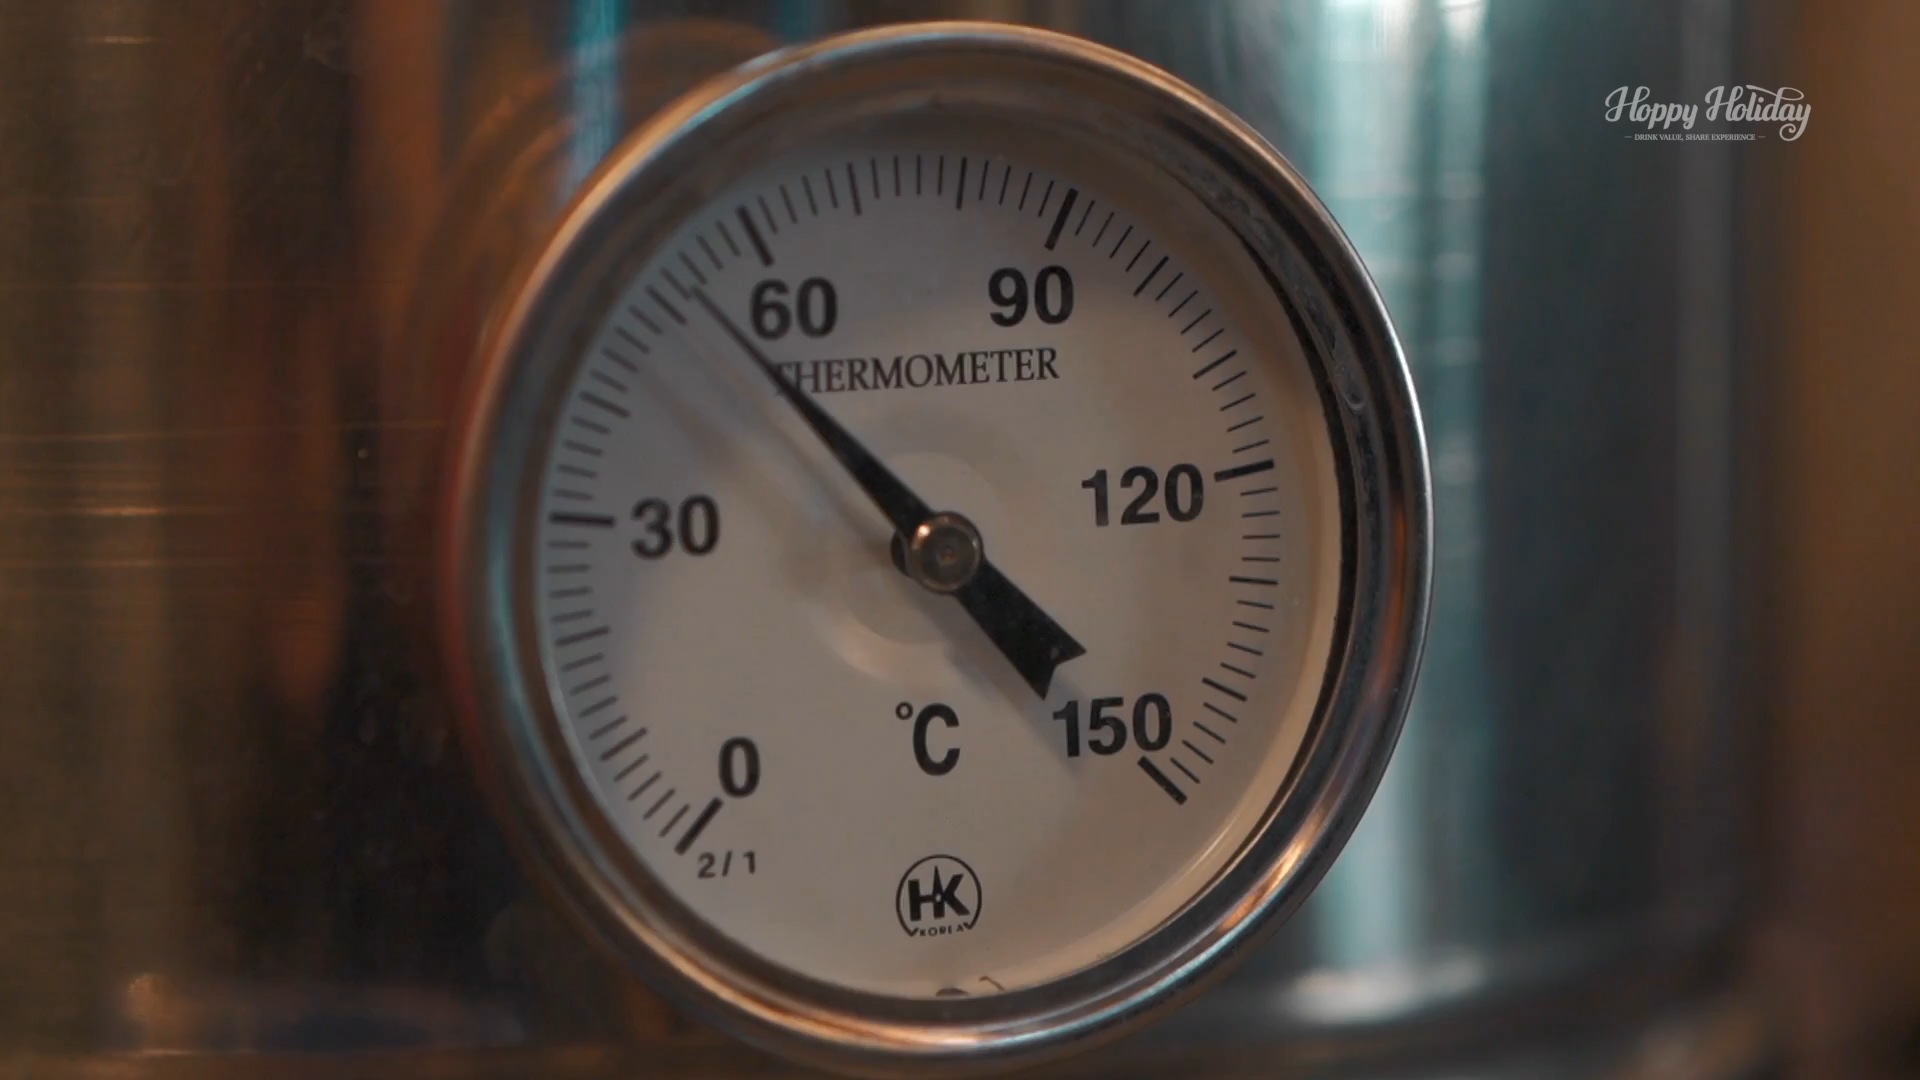 Hoppy Holiday
DRINK VALUE, SHARE EXPERIENCE
60
90
THERMOMETER
120
30
0
°C
150
2/1
HK
KOREA